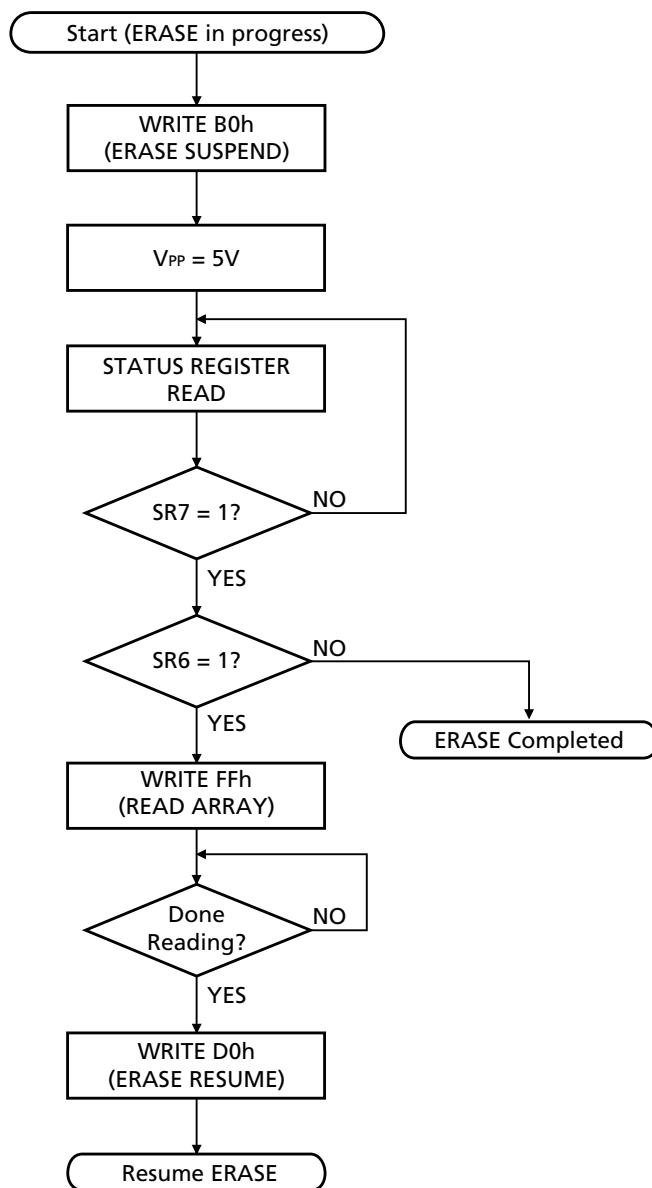 Start (ERASE in progress)
WRITE B0h
(ERASE SUSPEND)
VPP = 5V
STATUS REGISTER
READ
SR7 = 1?
NO
YES
SR6 = 1?
NO
YES
ERASE Completed
WRITE FFh
(READ ARRAY)
Done
Reading?
NO
YES
WRITE D0h
(ERASE RESUME)
Resume ERASE